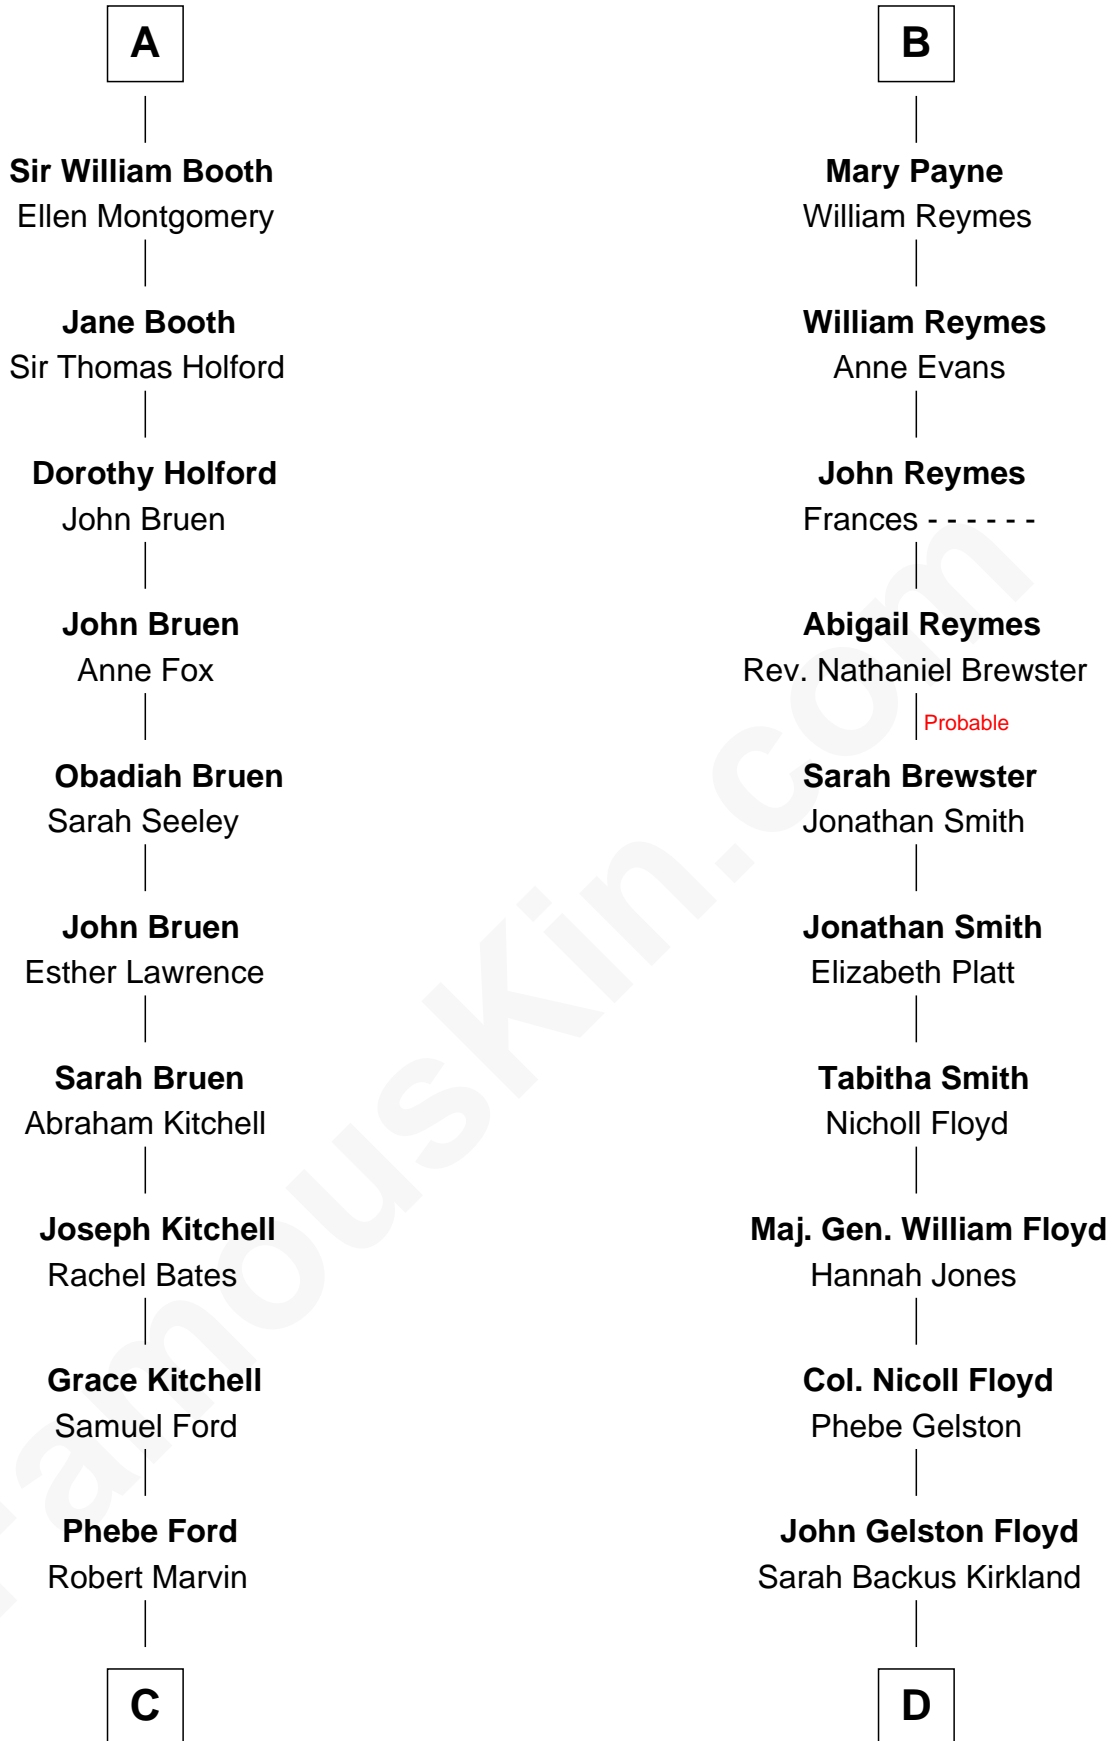 A
Sir William Booth
Ellen Montgomery
Jane Booth
Sir Thomas Holford
Dorothy Holford
John Bruen
John Bruen
Anne Fox
Obadiah Bruen
Sarah Seeley
John Bruen
Esther Lawrence
Sarah Bruen
Abraham Kitchell
Joseph Kitchell
Rachel Bates
Grace Kitchell
Samuel Ford
Phebe Ford
Robert Marvin
C
B
Mary Payne
William Reymes
William Reymes
Anne Evans
John Reymes
Frances - - - - - -
Abigail Reymes
Rev. Nathaniel Brewster
Probable
Sarah Brewster
Jonathan Smith
Jonathan Smith
Elizabeth Platt
Tabitha Smith
Nicholl Floyd
Maj. Gen. William Floyd
Hannah Jones
Col. Nicoll Floyd
Phebe Gelston
John Gelston Floyd
Sarah Backus Kirkland
D
FamousKin.com